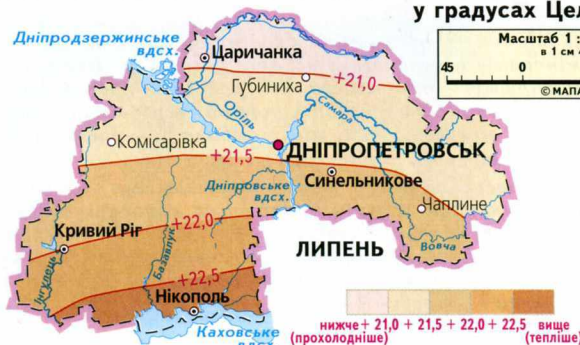 у градусах Цел
Масштаб 1 :
в 1 см
45 0
© МАПА
Дніпродзержинське
вдсх.
Царичанка
+21,0
Губиниха
Оріль
Самара
Комісарівка
+21,5
ДНІПРОПЕТРОВСЬК
Синельникове
Дніпровське
вдсх.
Чаплине
Кривий Ріг
+22,0
Базавлук
Вовча
ЛИПЕНЬ
Інгулець
+22,5
Нікополь
Каховське
вдсх.
нижче + 21,0 + 21,5 + 22,0 + 22,5 вище
(прохолодніше) (тепліше)